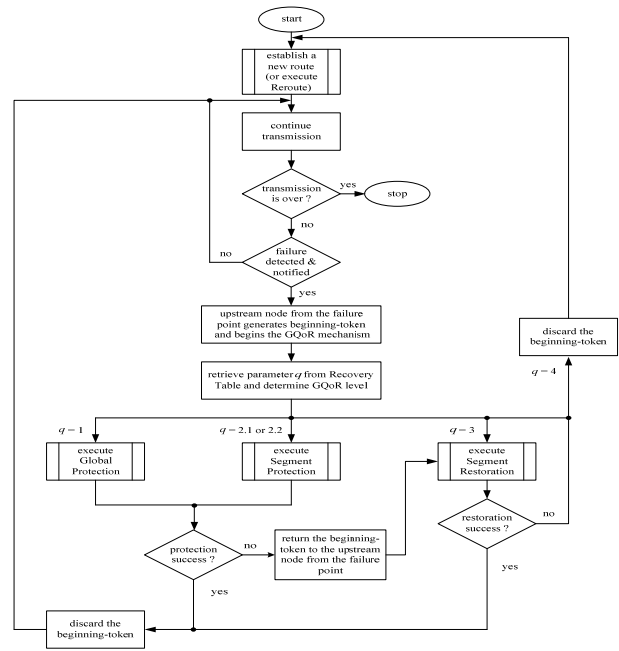 start
establish a
new route
(or execute
Reroute)
continue
transmission
transmission
is over ?
yes
stop
no
failure
detected &
notified
no
yes
upstream node from the failure
point generates beginning-token
and begins the GQoR mechanism
discard the
beginning-token
retrieve parameter q from Recovery
Table and determine GQoR level
q = 4
q = 1
q = 2.1 or 2.2
q = 3
execute
Global
Protection
execute
Segment
Protection
execute
Segment
Restoration
restoration
success ?
no
protection
success ?
no
return the beginning-
token to the upstream
node from the failure
point
yes
yes
discard the
beginning-token